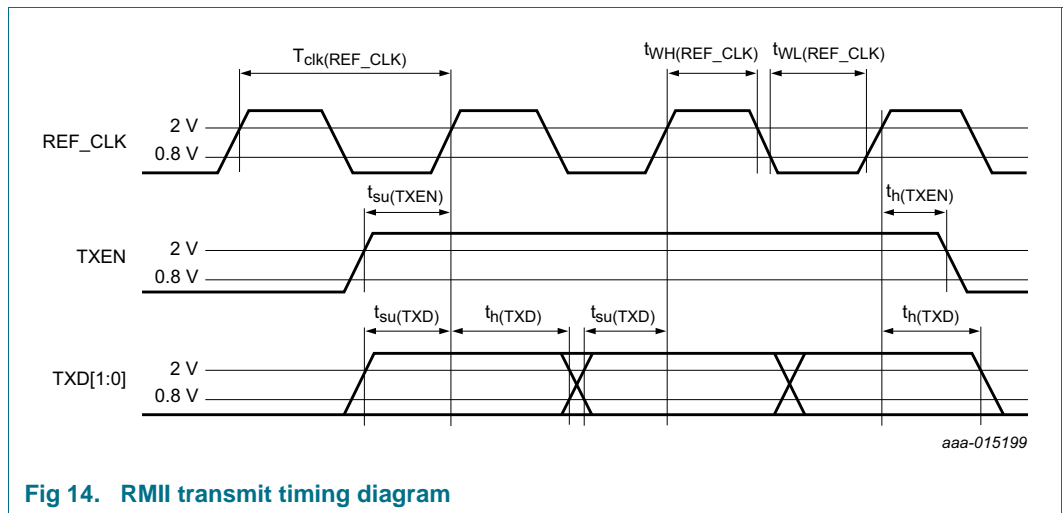 Tclk(REF_CLK) tWH(REF_CLK) tWL(REF_CLK)
REF_CLK
2 V
0.8 V
tsu(TXEN) th(TXEN)
TXEN
2 V
0.8 V
tsu(TXD) th(TXD) tsu(TXD) th(TXD)
TXD[1:0]
2 V
0.8 V
aaa-015199
Fig 14. RMII transmit timing diagram